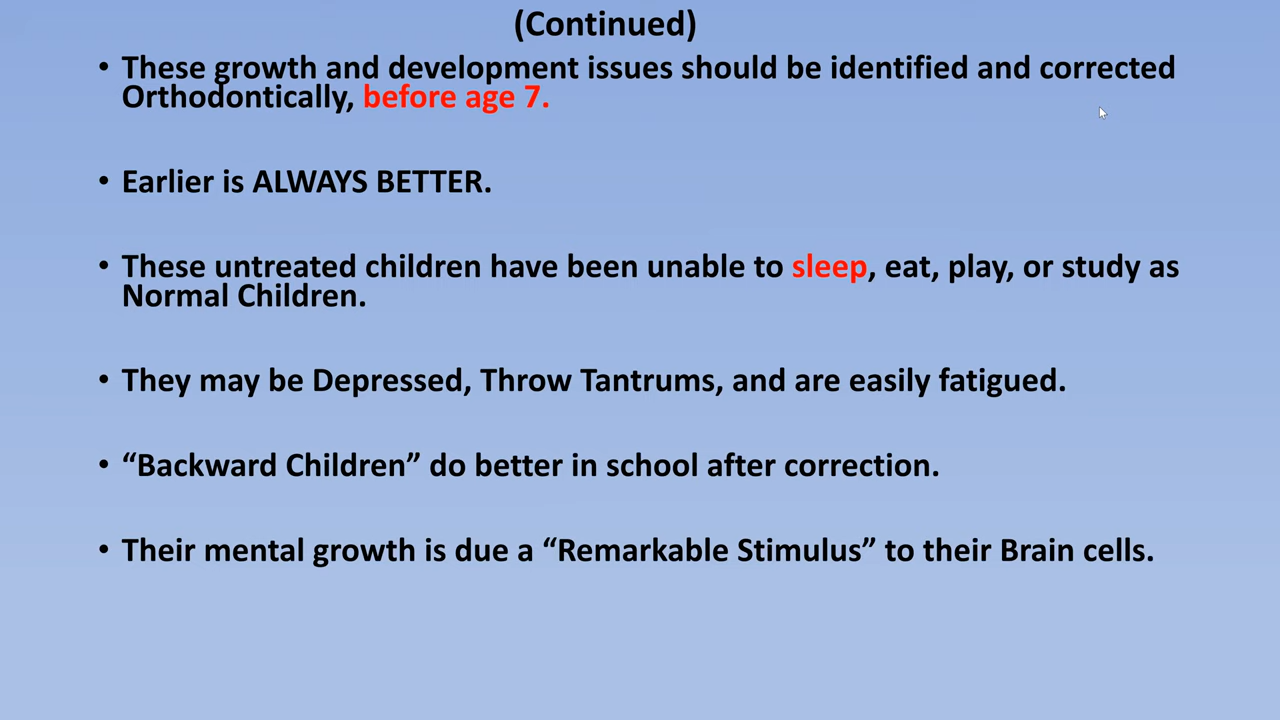 (Continued)
• These growth and development issues should be identified and corrected
Orthodontically, before age 7.
• Earlier is ALWAYS BETTER.
• These untreated children have been unable to sleep, eat, play, or study as
Normal Children.
• They may be Depressed, Throw Tantrums, and are easily fatigued.
• “Backward Children” do better in school after correction.
• Their mental growth is due a “Remarkable Stimulus” to their Brain cells.